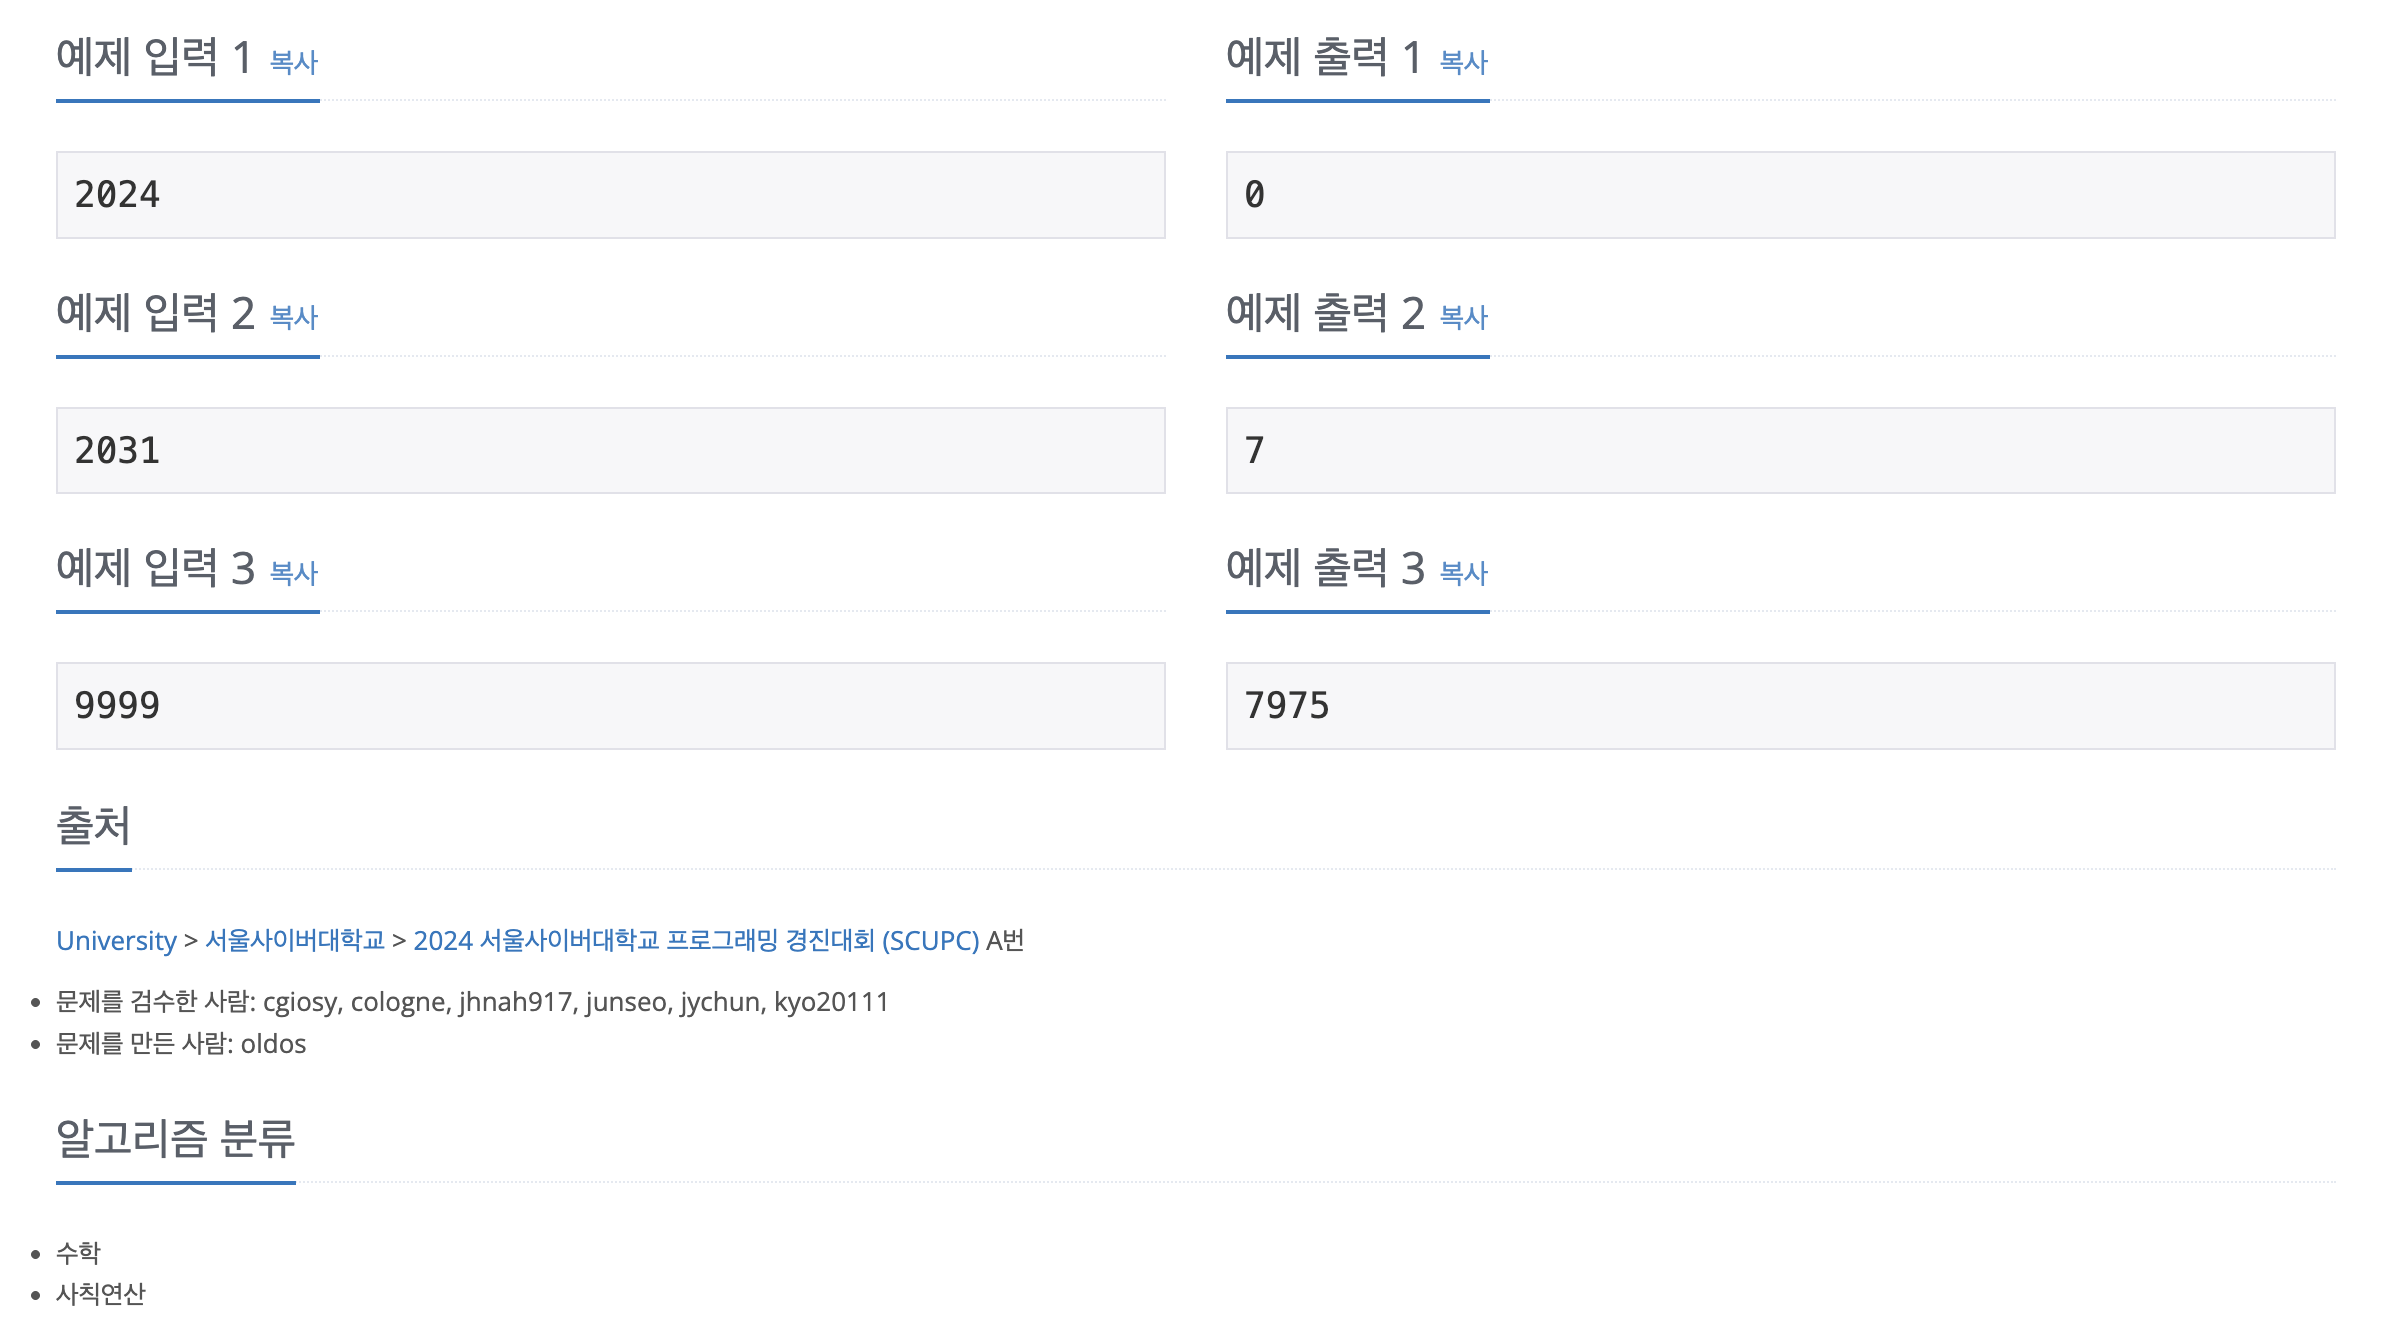 예제 입력 1 복사
예제 출력 1 복사
2024
0
예제 입력 2 복사
예제 출력 2 복사
2031
7
예제 입력 3 복사
예제 출력 3 복사
9999
7975
출처
University > 서울사이버대학교 > 2024 서울사이버대학교 프로그래밍 경진대회 (SCUPC) A번
문제를 검수한 사람: cgiosy, cologne, jhnah917, junseo, jychun, kyo20111
문제를 만든 사람: oldos
알고리즘 분류
수학
사칙연산